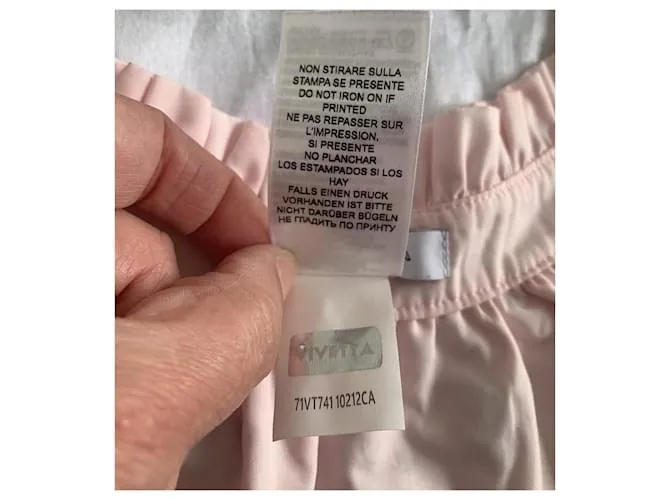 NON STIRARE SULLA
STAMPA SE PRESENTE
DO NOT IRON ON IF
PRINTED
NE PAS REPASSER SUR
L'IMPRESSION,
SI PRESENTE
NO PLANCHAR
LOS ESTAMPADOS SI LOS
HAY
FALLS EINEN DRUCK
VORHANDEN IST BITTE
NICHT DARÜBER BÜGELN
НЕ ГЛАДИТЬ ПО ПРИНТУ
A
VIVETTA
71VT741 10212CA